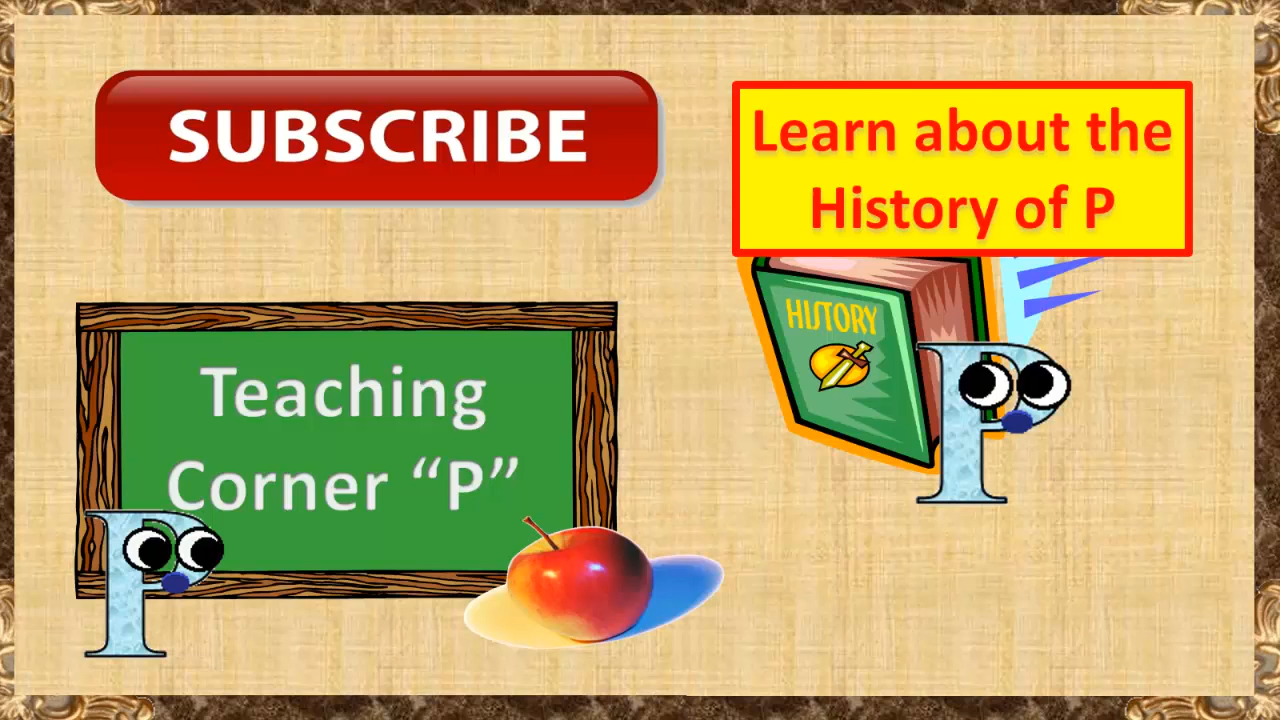 SUBSCRIBE
Learn about the
History of P
HISTORY
Teaching
Corner “P”
P
P